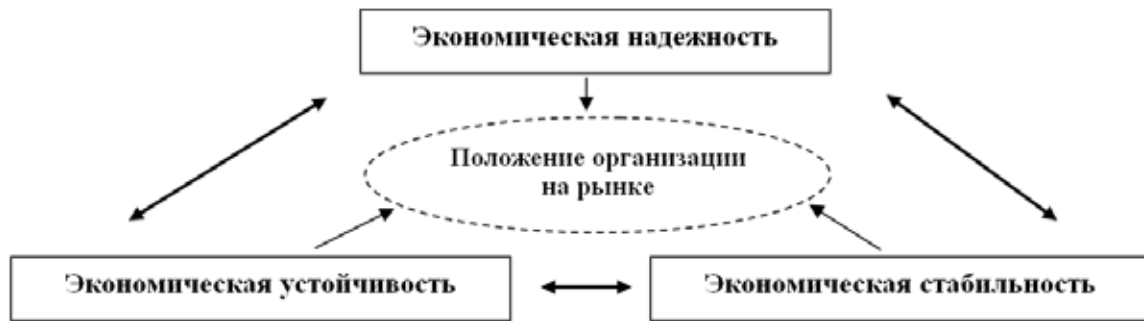 Экономическая надежность
Положение организации
на рынке
Экономическая устойчивость
Экономическая стабильность